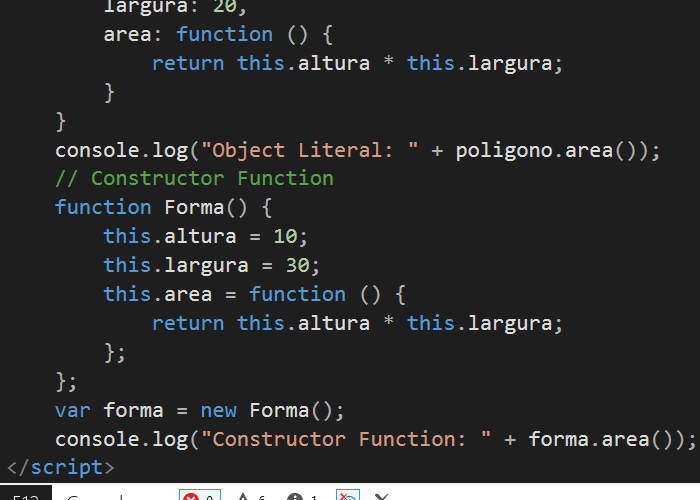 largura: 20,
area: function () {
return this.altura * this.largura;
}
}
console.log("Object Literal: " + poligono.area());
// Constructor Function
function Forma() {
this.altura = 10;
this.largura = 30;
this.area = function () {
return this.altura * this.largura;
};
};
var forma = new Forma();
console.log("Constructor Function: " + forma.area());
</script>